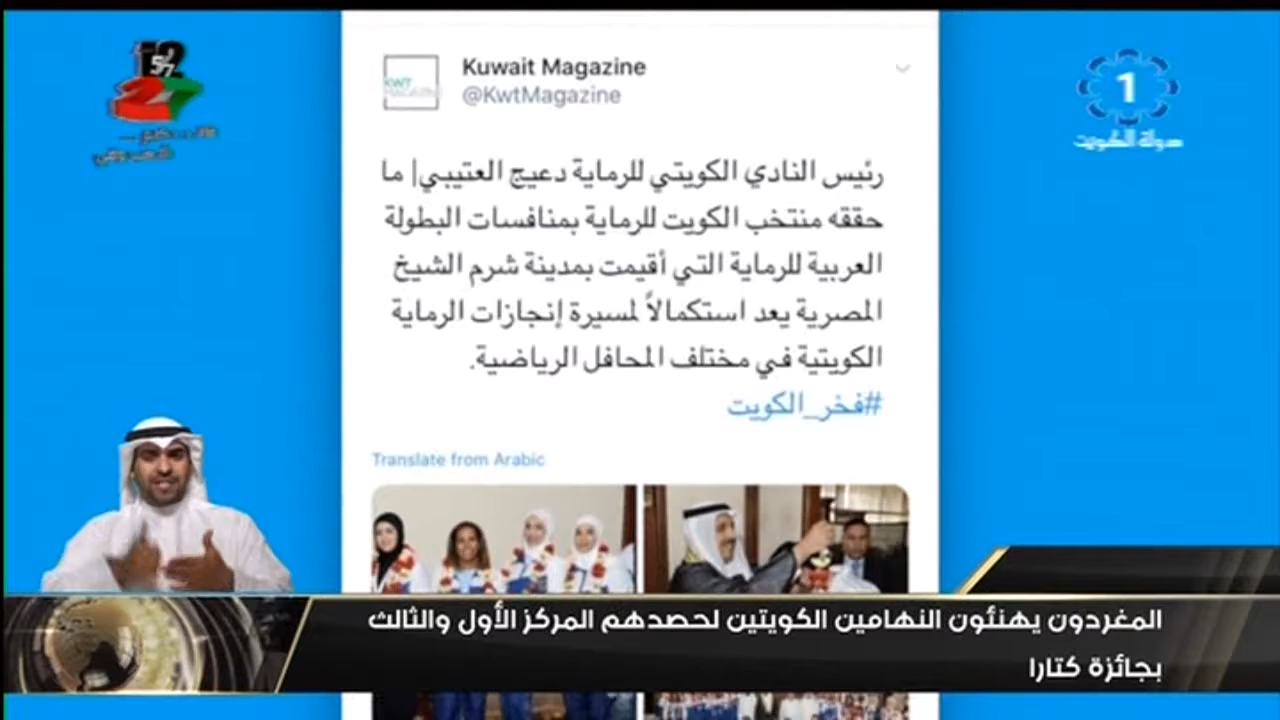 Kuwait Magazine
@KwtMagazine
1
دولة الكويت
رئيس النادي الكويتي للرماية دعيج العتيبي| ما
حققه منتخب الكويت للرماية بمنافسات البطولة
العربية للرماية التي أقيمت بمدينة شرم الشيخ
المصرية يعد استكمالاً لمسيرة إنجازات الرماية
الكويتية في مختلف المحافل الرياضية.
#فخر_الكويت
Translate from Arabic
المغردون يهنئون النهامين الكويتين لحصدهم المركز الأول والثالث
بجائزة كتارا